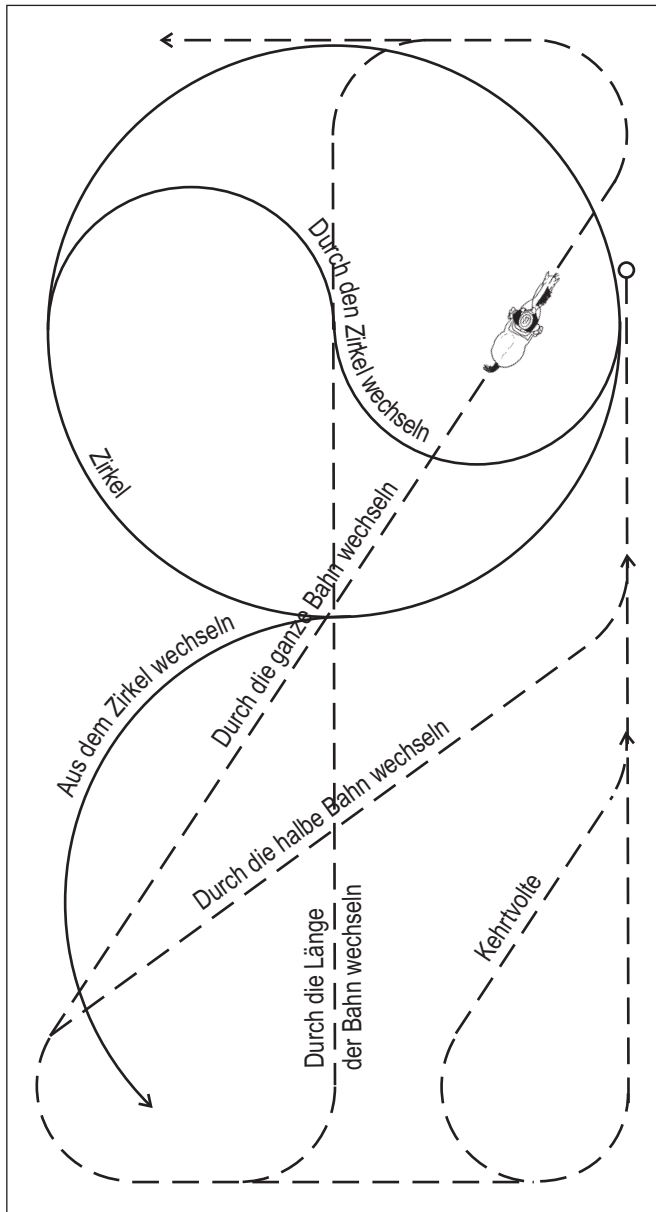 Durch den Zirkel wechseln
Zirkel
Durch die ganze Bahn wechseln
Aus dem Zirkel wechseln
Durch die halbe Bahn wechseln
Kehrtvolte
Durch die Länge
der Bahn wechseln